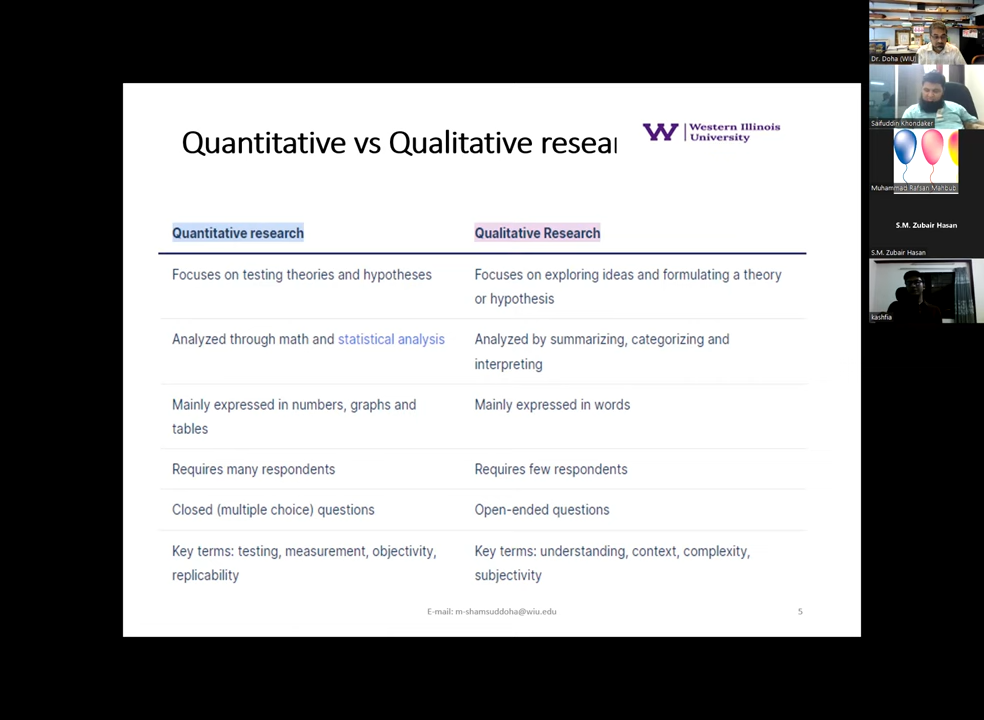 Quantitative vs Qualitative resear
W Western Illinois
University
Quantitative research
Qualitative Research
Focuses on testing theories and hypotheses
Focuses on exploring ideas and formulating a theory
or hypothesis
Analyzed through math and statistical analysis
Analyzed by summarizing, categorizing and
interpreting
Mainly expressed in numbers, graphs and
tables
Mainly expressed in words
Requires many respondents
Requires few respondents
Closed (multiple choice) questions
Open-ended questions
Key terms: testing, measurement, objectivity,
replicability
Key terms: understanding, context, complexity,
subjectivity
E-mail: m-shamsuddoha@wiu.edu
5
Dr. Doha (WIU)
Saifuddin Khondaker
Muhammad Rafsan Mahbub
S.M. Zubair Hasan
S.M. Zubair Hasan
kashfia